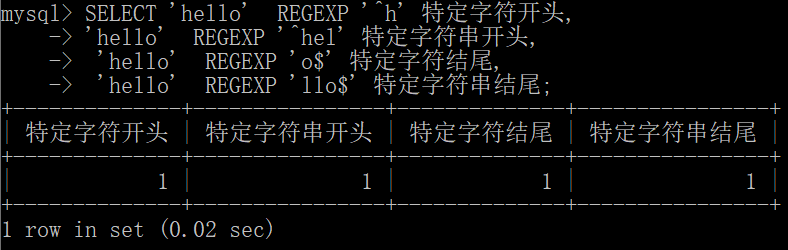 mysql> SELECT 'hello'  REGEXP '^h' 特定字符开头,
    -> 'hello'  REGEXP '^hel' 特定字符串开头,
    ->  'hello'  REGEXP 'o$' 特定字符结尾,
    ->  'hello'  REGEXP 'llo$' 特定字符串结尾;
+--------------+----------------+--------------+----------------+
| 特定字符开头 | 特定字符串开头 | 特定字符结尾 | 特定字符串结尾 |
+--------------+----------------+--------------+----------------+
|            1 |              1 |            1 |              1 |
+--------------+----------------+--------------+----------------+
1 row in set (0.02 sec)